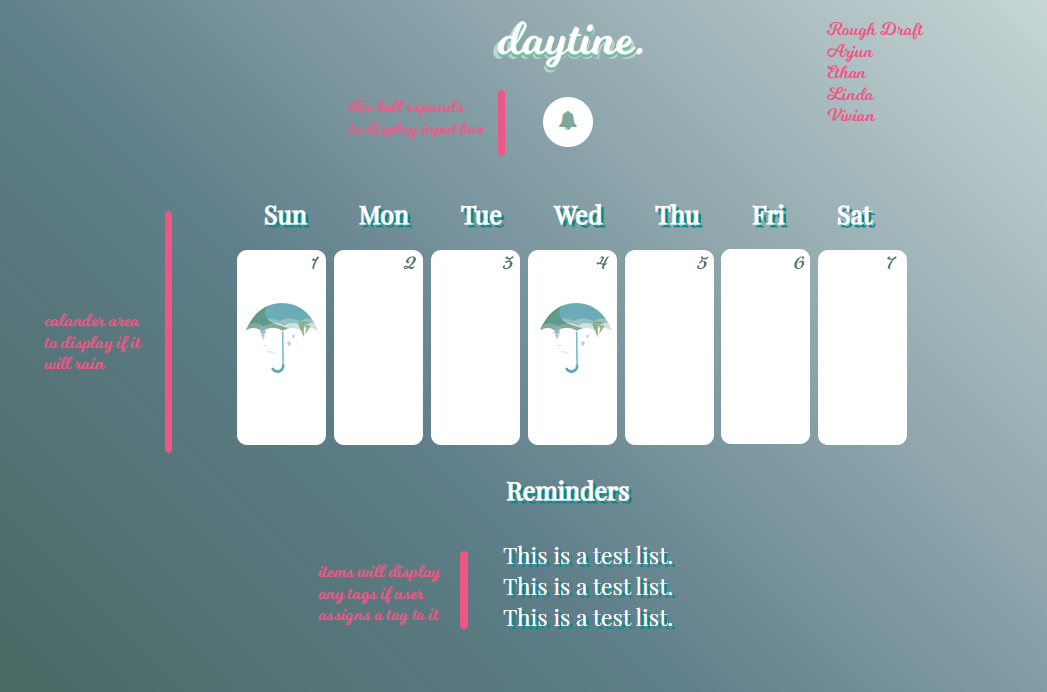 daytine.
Rough Draft
Arjun
Ethan
Linda
Vivian
this bell expands
to display input box
Sun Mon Tue Wed Thu Fri Sat
1 2 3 4 5 6 7
calander area
to display if it
will rain
Reminders
items will display
any tags if user
assigns a tag to it
This is a test list.
This is a test list.
This is a test list.